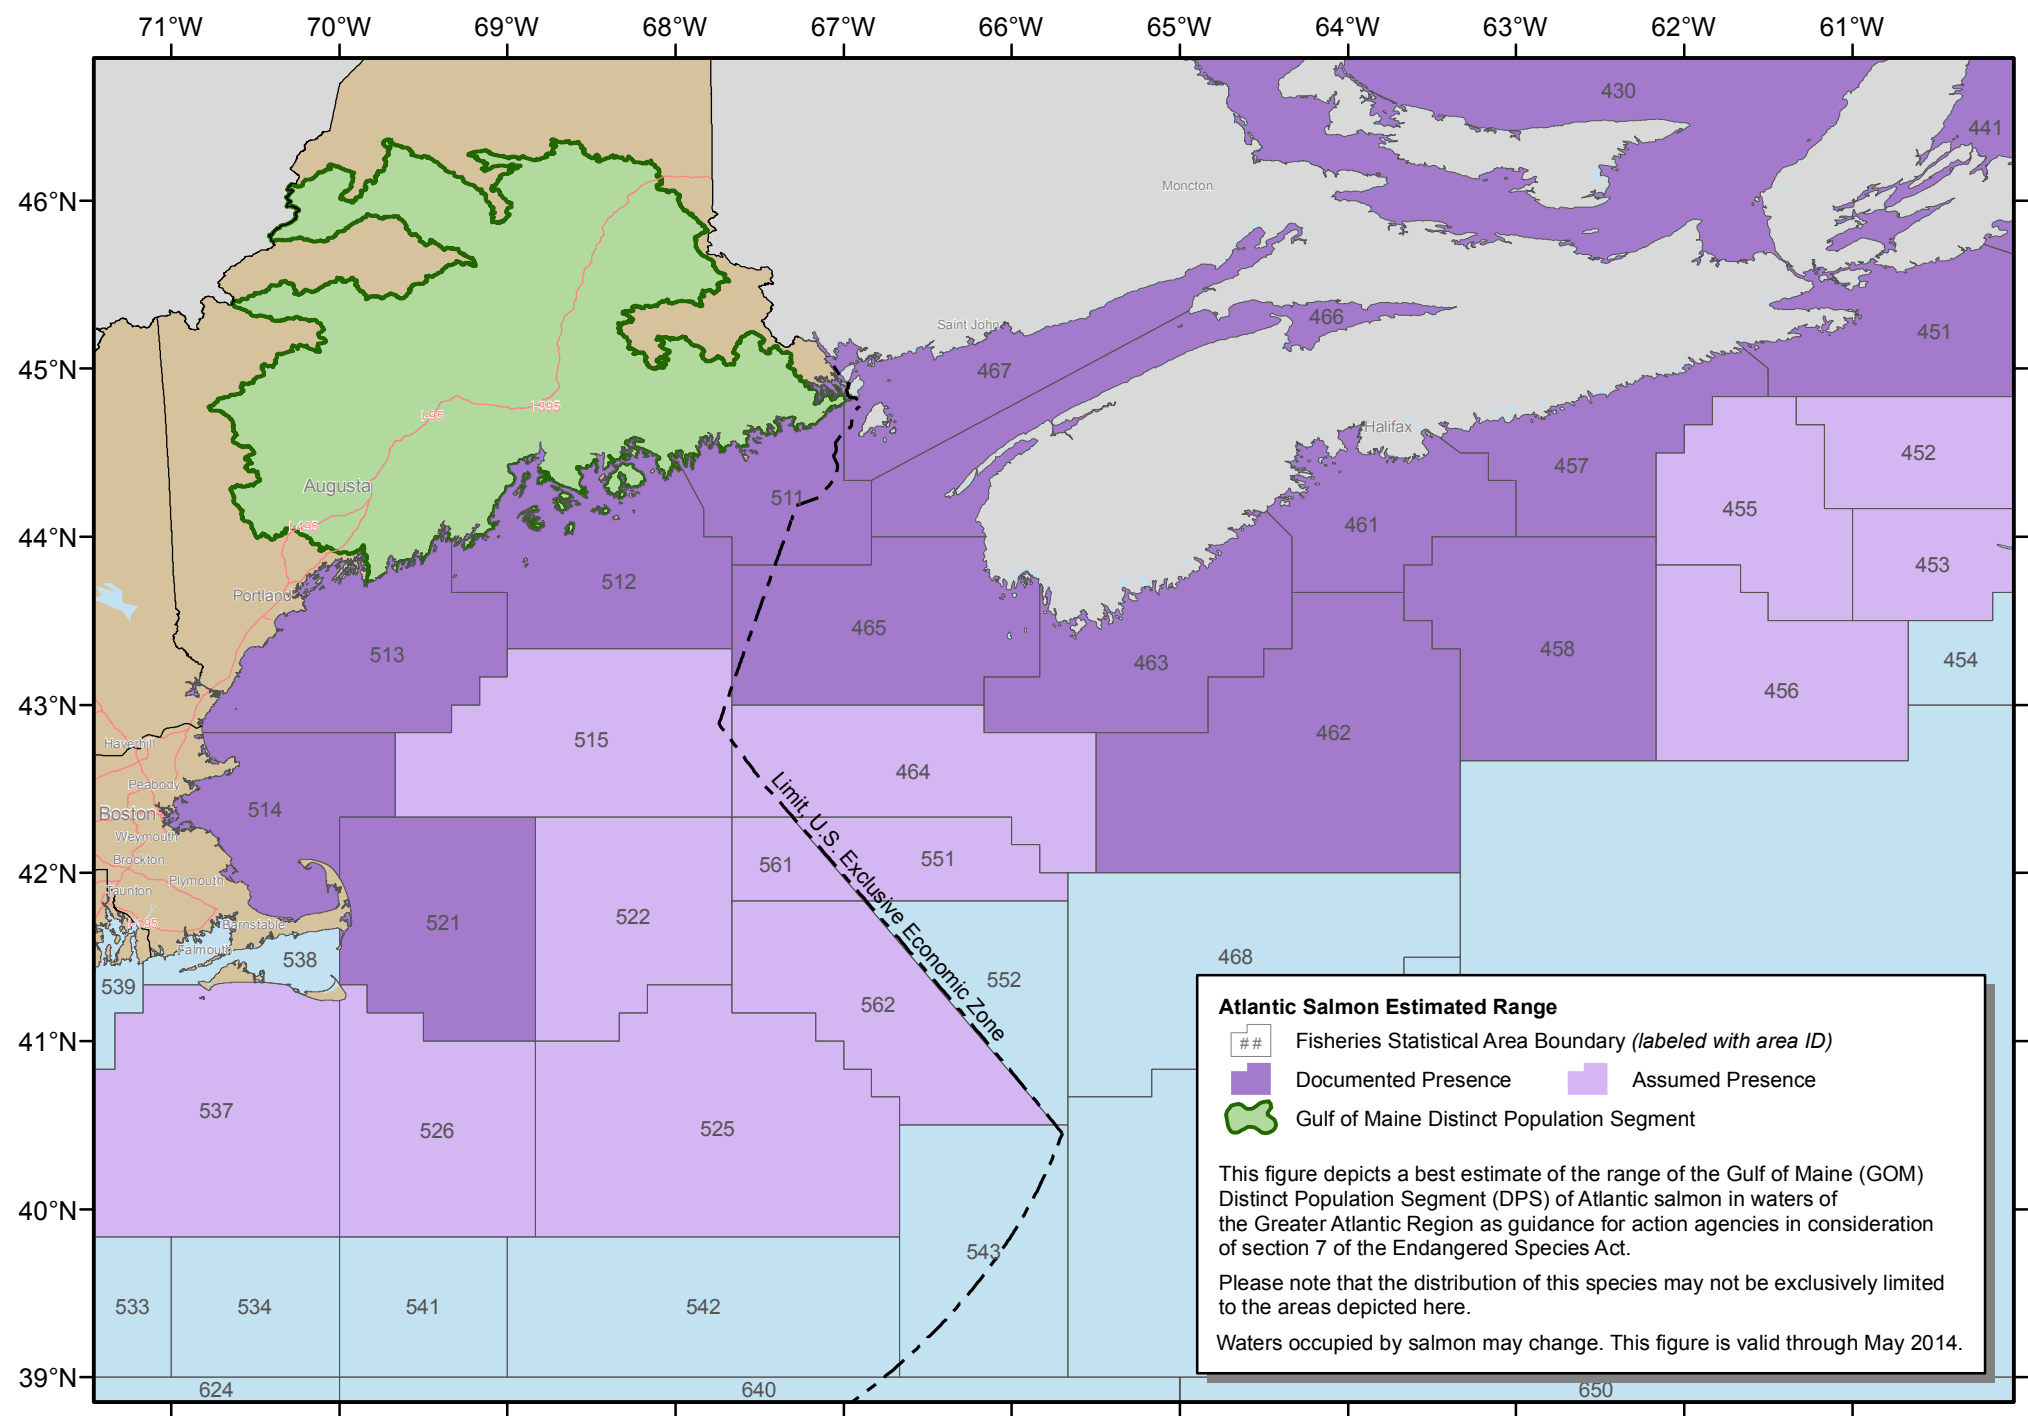 71°W 70°W 69°W 68°W 67°W 66°W 65°W 64°W 63°W 62°W 61°W
430
441
46°N
Moncton
466
Saint John
451
45°N
467
I-95
I-395
Halifax
452
457
Augusta
511
455
I-495
461
44°N
453
512
Portland
465
513
463
458
454
456
43°N
462
Haverhill
515
464
Peabody
514
Boston
Weymouth
Limit, U.S. Exclusive Economic Zone
Brockton
561
551
42°N
Plymouth
Taunton
521
522
I-195
Barnstable
Falmouth
538
468
539
552
562
41°N
537
526
525
40°N
543
533
534
541
542
39°N
624
640
650
Atlantic Salmon Estimated Range
## Fisheries Statistical Area Boundary (labeled with area ID)
Documented Presence Assumed Presence
Gulf of Maine Distinct Population Segment
This figure depicts a best estimate of the range of the Gulf of Maine (GOM)
Distinct Population Segment (DPS) of Atlantic salmon in waters of
the Greater Atlantic Region as guidance for action agencies in consideration
of section 7 of the Endangered Species Act.
Please note that the distribution of this species may not be exclusively limited
to the areas depicted here.
Waters occupied by salmon may change. This figure is valid through May 2014.